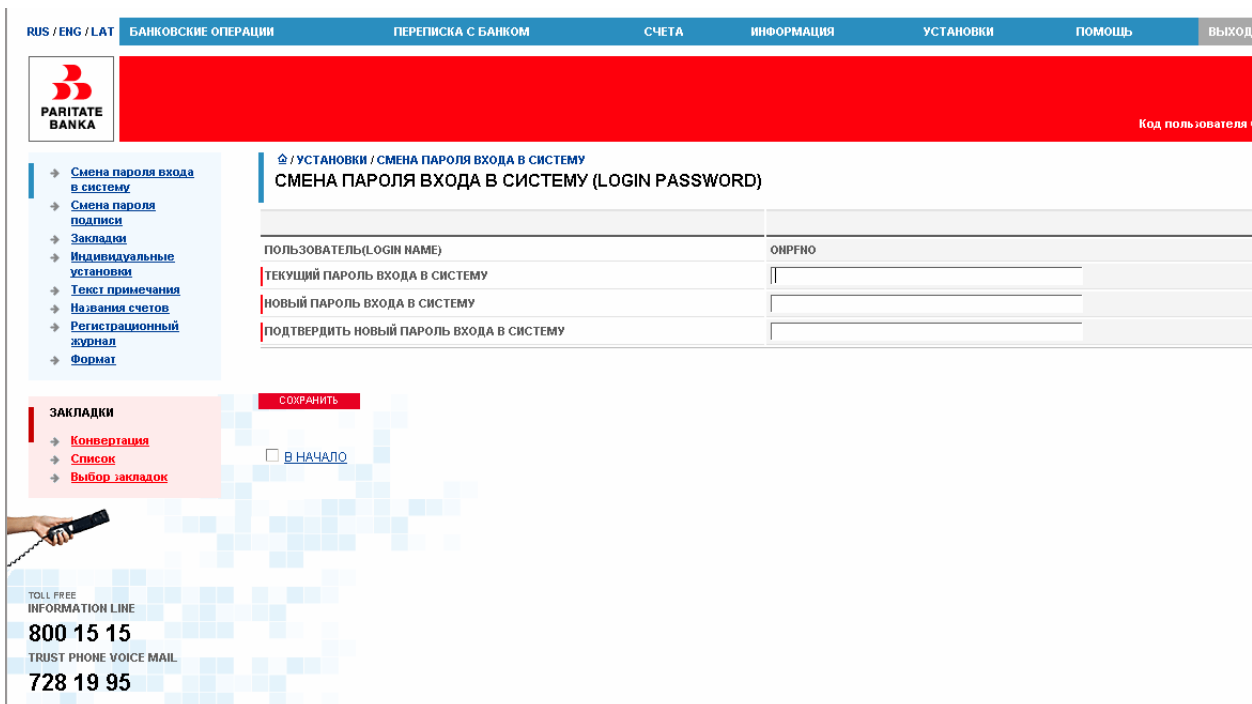 RUS / ENG / LAT БАНКОВСКИЕ ОПЕРАЦИИ ПЕРЕПИСКА С БАНКОМ СЧЕТА ИНФОРМАЦИЯ УСТАНОВКИ ПОМОЩЬ ВЫХОД
PARITATE
BANKA
Код пользователя
/ УСТАНОВКИ / СМЕНА ПАРОЛЯ ВХОДА В СИСТЕМУ
СМЕНА ПАРОЛЯ ВХОДА В СИСТЕМУ (LOGIN PASSWORD)
Смена пароля входа
в систему
Смена пароля
подписи
Закладки
Индивидуальные
установки
Текст примечания
Названия счетов
Регистрационный
журнал
Формат
ПОЛЬЗОВАТЕЛЬ(LOGIN NAME) ONPFNO
ТЕКУЩИЙ ПАРОЛЬ ВХОДА В СИСТЕМУ
НОВЫЙ ПАРОЛЬ ВХОДА В СИСТЕМУ
ПОДТВЕРДИТЬ НОВЫЙ ПАРОЛЬ ВХОДА В СИСТЕМУ
СОХРАНИТЬ
В НАЧАЛО
ЗАКЛАДКИ
Конвертация
Список
Выбор закладок
TOLL FREE
INFORMATION LINE
800 15 15
TRUST PHONE VOICE MAIL
728 19 95